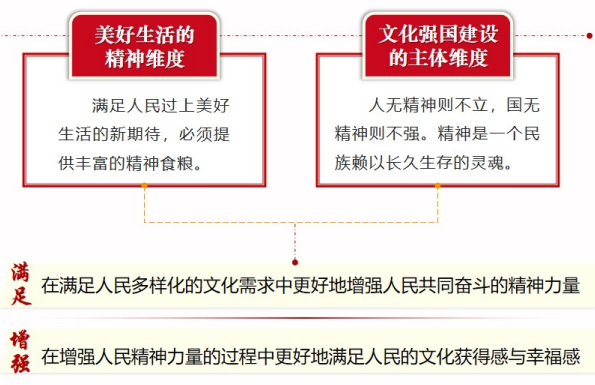 美好生活的
精神维度
满足人民过上美好
生活的新期待，必须提
供丰富的精神食粮。
文化强国建设
的主体维度
人无精神则不立，国无
精神则不强。精神是一个民
族赖以长久生存的灵魂。
满足
在满足人民多样化的文化需求中更好地增强人民共同奋斗的精神力量
增强
在增强人民精神力量的过程中更好地满足人民的文化获得感与幸福感